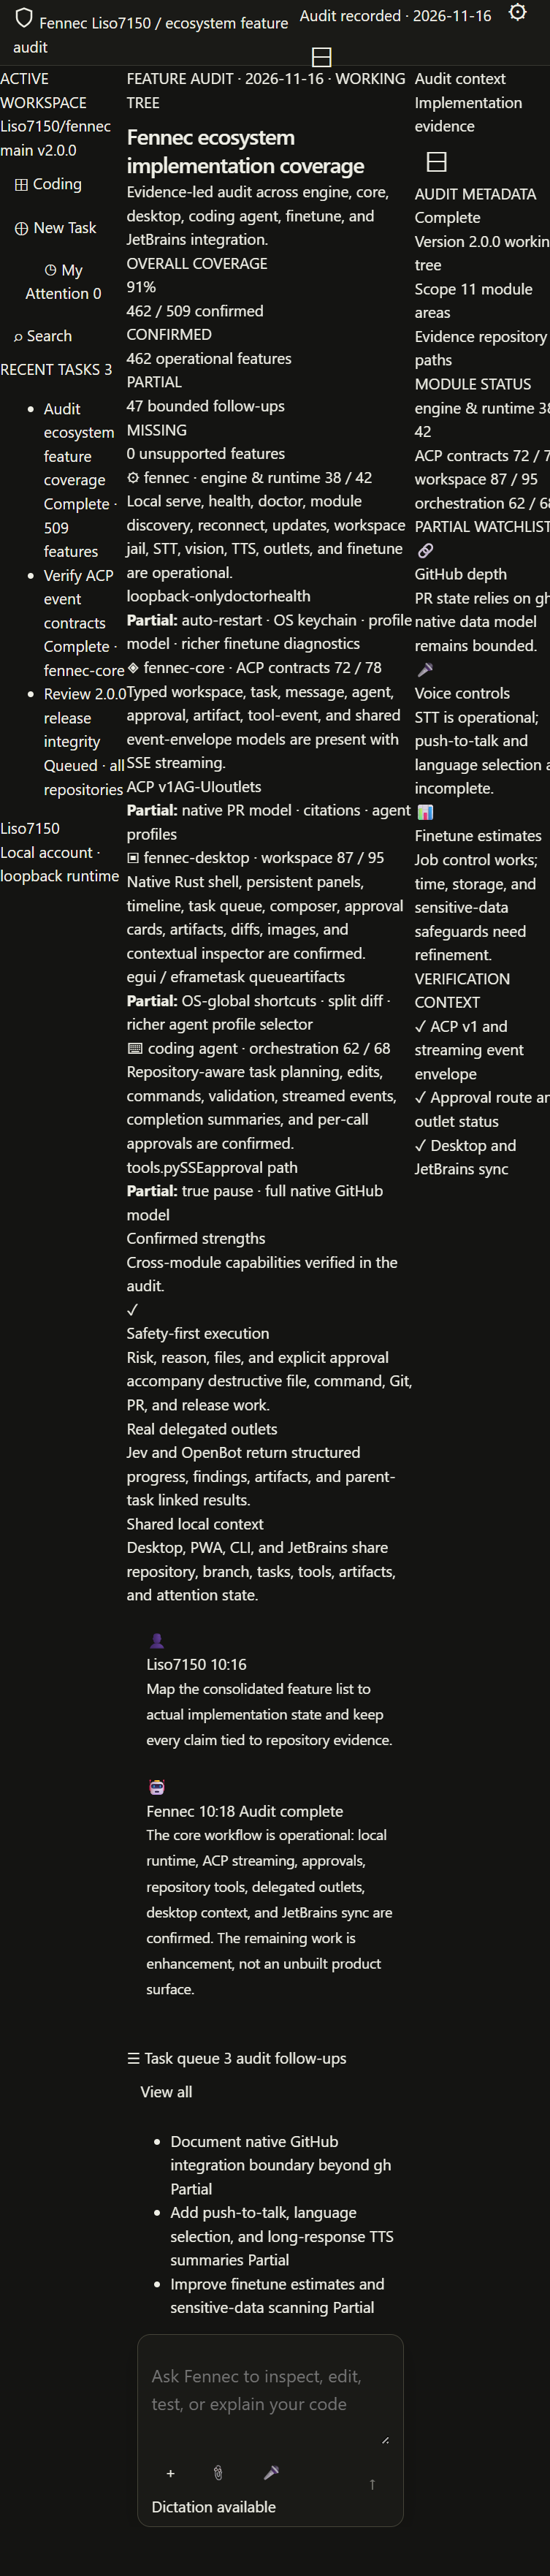 Fennec Liso7150 / ecosystem feature audit
Audit recorded · 2026-11-16
ACTIVE
WORKSPACE
Liso7150/fennec
main v2.0.0
Coding
New Task
My
Attention 0
Search
RECENT TASKS 3
• Audit
ecosystem
feature
coverage
Complete ·
509
features
• Verify ACP
event
contracts
Complete ·
fennec-core
• Review 2.0.0
release
integrity
Queued · all
repositories
Liso7150
Local account ·
loopback runtime
FEATURE AUDIT · 2026-11-16 · WORKING
TREE
Fennec ecosystem
implementation coverage
Evidence-led audit across engine, core,
desktop, coding agent, finetune, and
JetBrains integration.
OVERALL COVERAGE
91%
462 / 509 confirmed
CONFIRMED
462 operational features
PARTIAL
47 bounded follow-ups
MISSING
0 unsupported features
fennec · engine & runtime 38 / 42
Local serve, health, doctor, module
discovery, reconnect, updates, workspace
jail, STT, vision, TTS, outlets, and finetune
are operational.
loopback-onlydoctorhealth
Partial: auto-restart · OS keychain · profile
model · richer finetune diagnostics
◈ fennec-core · ACP contracts 72 / 78
Typed workspace, task, message, agent,
approval, artifact, tool-event, and shared
event-envelope models are present with
SSE streaming.
ACP v1AG-UIoutlets
Partial: native PR model · citations · agent
profiles
▣ fennec-desktop · workspace 87 / 95
Native Rust shell, persistent panels,
timeline, task queue, composer, approval
cards, artifacts, diffs, images, and
contextual inspector are confirmed.
egui / eframetask queueartifacts
Partial: OS-global shortcuts · split diff ·
richer agent profile selector
coding agent · orchestration 62 / 68
Repository-aware task planning, edits,
commands, validation, streamed events,
completion summaries, and per-call
approvals are confirmed.
tools.pySSEapproval path
Partial: true pause · full native GitHub
model
Confirmed strengths
Cross-module capabilities verified in the
audit.
✓
Safety-first execution
Risk, reason, files, and explicit approval
accompany destructive file, command, Git,
PR, and release work.
Real delegated outlets
Jev and OpenBot return structured
progress, findings, artifacts, and parent-
task linked results.
Shared local context
Desktop, PWA, CLI, and JetBrains share
repository, branch, tasks, tools, artifacts,
and attention state.
Liso7150 10:16
Map the consolidated feature list to
actual implementation state and keep
every claim tied to repository evidence.
Fennec 10:18 Audit complete
The core workflow is operational: local
runtime, ACP streaming, approvals,
repository tools, delegated outlets,
desktop context, and JetBrains sync are
confirmed. The remaining work is
enhancement, not an unbuilt product
surface.
☰ Task queue 3 audit follow-ups
View all
• Document native GitHub
integration boundary beyond gh
Partial
• Add push-to-talk, language
selection, and long-response TTS
summaries Partial
• Improve finetune estimates and
sensitive-data scanning Partial
Ask Fennec to inspect, edit,
test, or explain your code
+
↑
Dictation available
Audit context
Implementation
evidence
AUDIT METADATA
Complete
Version 2.0.0 workin
tree
Scope 11 module
areas
Evidence repository
paths
MODULE STATUS
engine & runtime 38
42
ACP contracts 72 / 7
workspace 87 / 95
orchestration 62 / 6
PARTIAL WATCHLIST
GitHub depth
PR state relies on gh
native data model
remains bounded.
Voice controls
STT is operational;
push-to-talk and
language selection a
incomplete.
Finetune estimates
Job control works;
time, storage, and
sensitive-data
safeguards need
refinement.
VERIFICATION
CONTEXT
✓ ACP v1 and
streaming event
envelope
✓ Approval route an
outlet status
✓ Desktop and
JetBrains sync